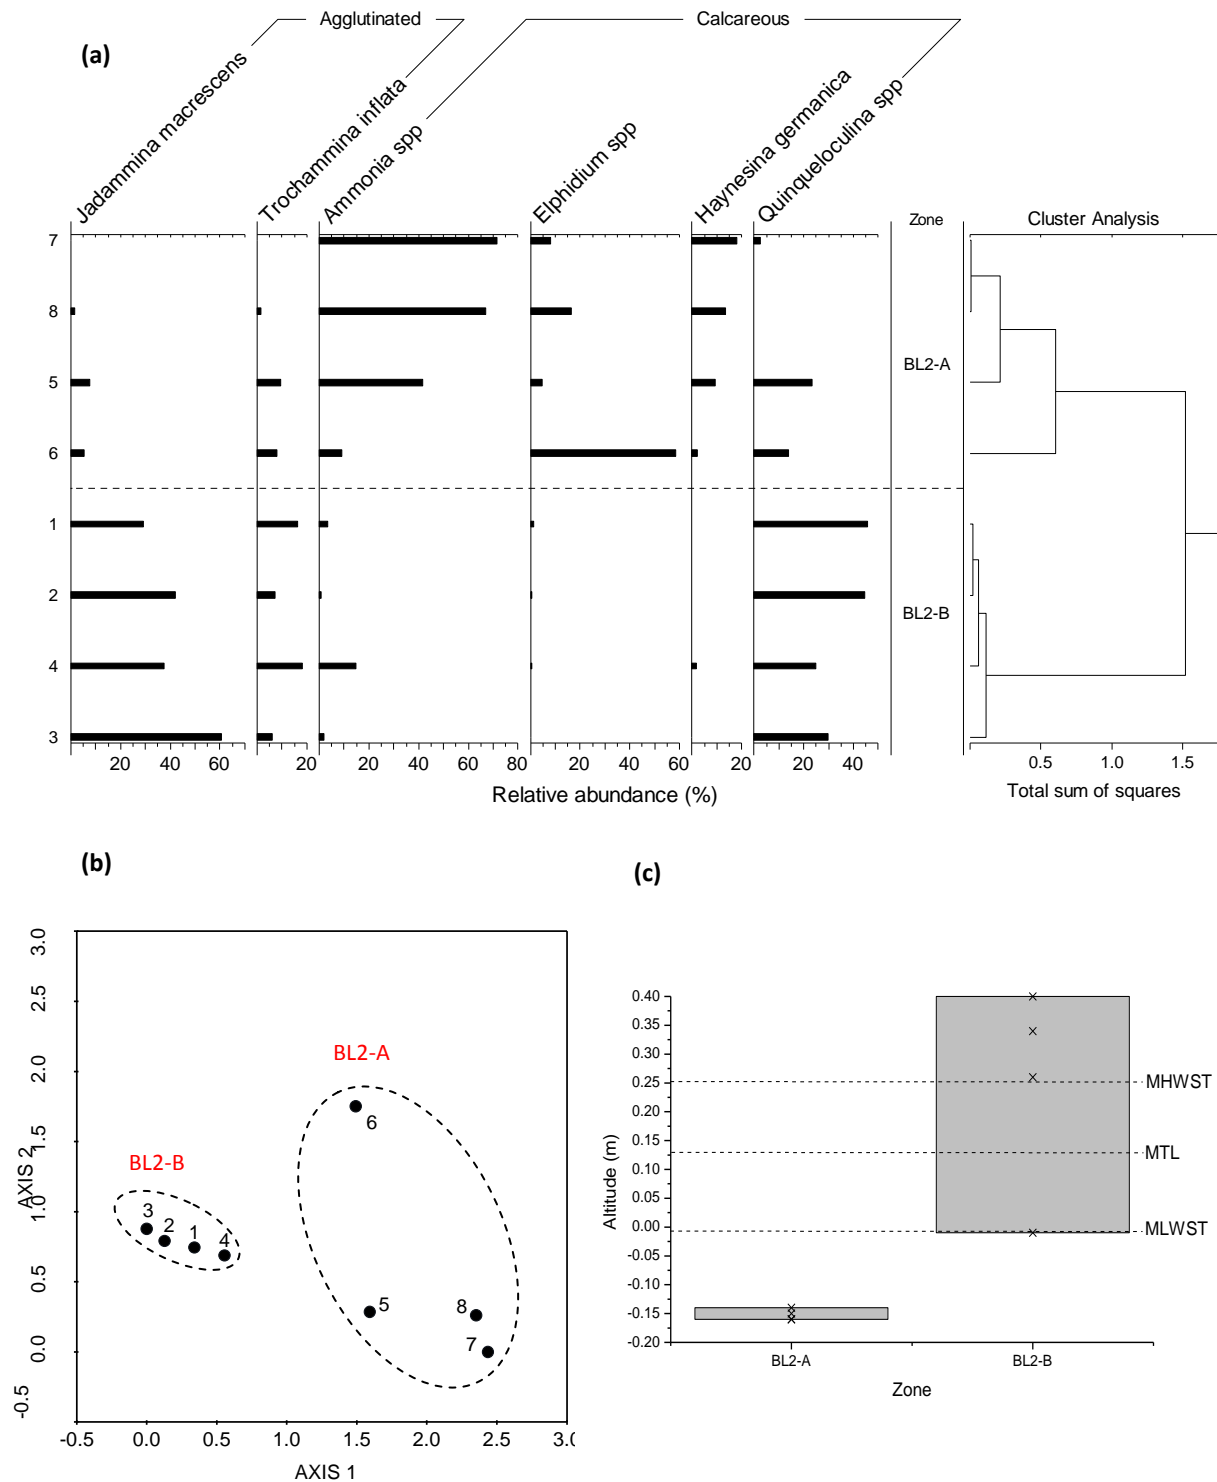 Agglutinated
Calcareous
(a)
Jadammina macrescens
Trochammina inflata
Ammonia spp
Elphidium spp
Haynesina germanica
Quinqueloculina spp
Zone
Cluster Analysis
7
8
5
6
1
2
4
3
BL2-A
BL2-B
20 40 60
20
20 40 60 80
20 40 60
20
20 40
0.5 1.0 1.5
Relative abundance (%)
Total sum of squares
(b)
3.0
2.5
2.0
1.5
1.0
0.5
0.0
-0.5
AXIS 2
BL2-A
6
BL2-B
3 2 1 4
5 8
7
-0.5 0.0 0.5 1.0 1.5 2.0 2.5 3.0
AXIS 1
(c)
0.40
0.35
0.30
0.25
0.20
0.15
0.10
0.05
0.00
-0.05
-0.10
-0.15
-0.20
Altitude (m)
MHWST
MTL
MLWST
BL2-A BL2-B
Zone